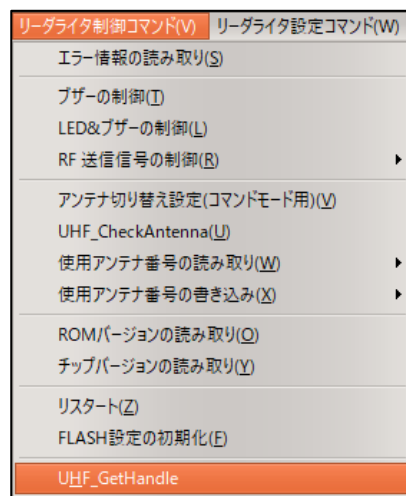 リーダライタ制御コマンド(V) リーダライタ設定コマンド(W)
エラー情報の読み取り(S)
ブザーの制御(T)
LED&ブザーの制御(L)
RF 送信信号の制御(R)
アンテナ切り替え設定(コマンドモード用)(V)
UHF_CheckAntenna(U)
使用アンテナ番号の読み取り(W)
使用アンテナ番号の書き込み(X)
ROMバージョンの読み取り(O)
チップバージョンの読み取り(Y)
リスタート(Z)
FLASH設定の初期化(F)
UHF_GetHandle